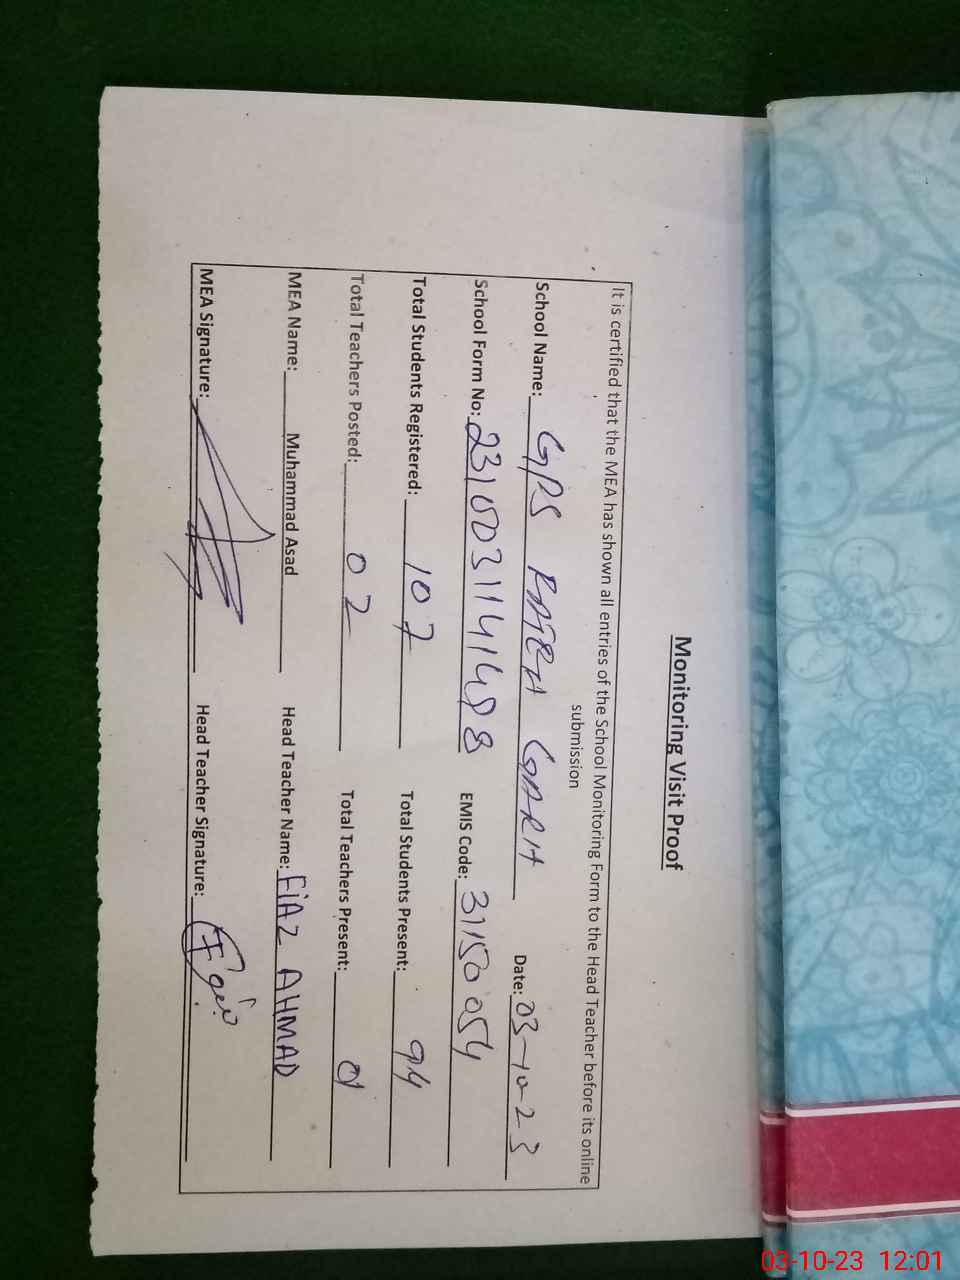 Monitoring Visit Proof
It is certified that the MEA has shown all entries of the School Monitoring Form to the Head Teacher before its online
submission
School Name: GPS GARH Date: 03-10-23
School Form No: EMIS Code: 31150054
Total Students Registered: 107 Total Students Present: 94
Total Teachers Posted: 02 Total Teachers Present:
MEA Name: Muhammad Asad Head Teacher Name: FIAZ AHMAD
MEA Signature: Head Teacher Signature:
03-10-23 12:01